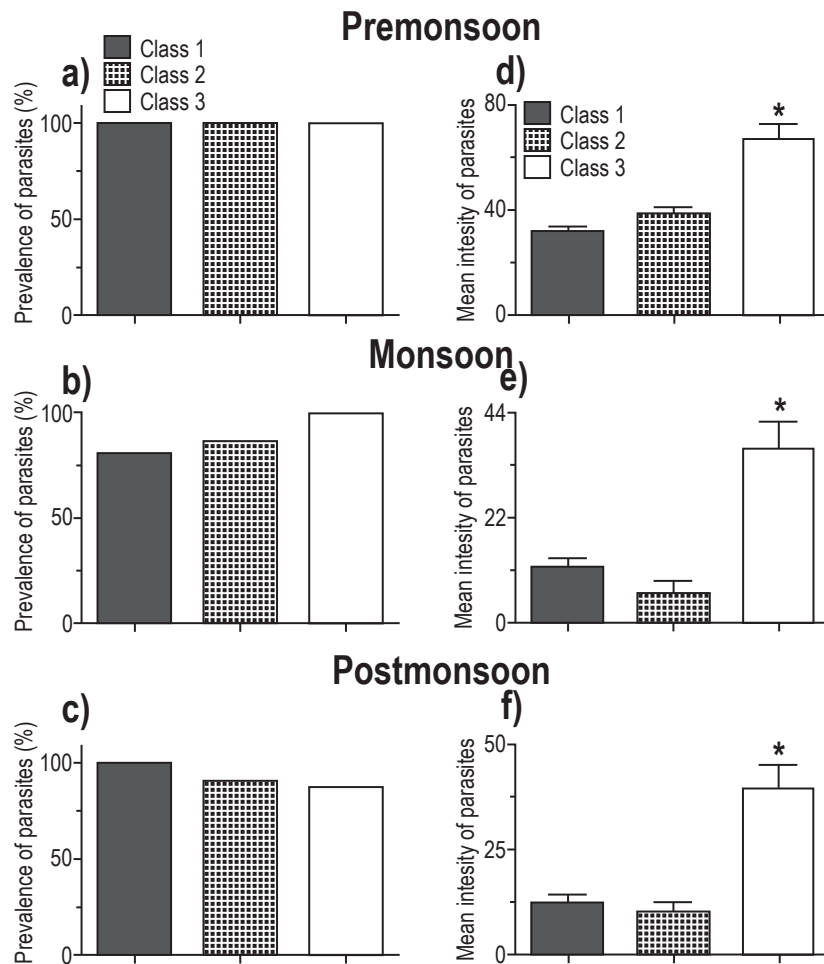 Premonsoon
a)
Class 1
Class 2
Class 3
Prevalence of parasites (%)
100
50
0
d)
Class 1
Class 2
Class 3
Mean intesity of parasites
80
40
0
*
Monsoon
b)
Prevalence of parasites (%)
100
50
0
e)
Mean intesity of parasites
44
22
0
*
Postmonsoon
c)
Prevalence of parasites (%)
100
50
0
f)
Mean intesity of parasites
50
25
0
*